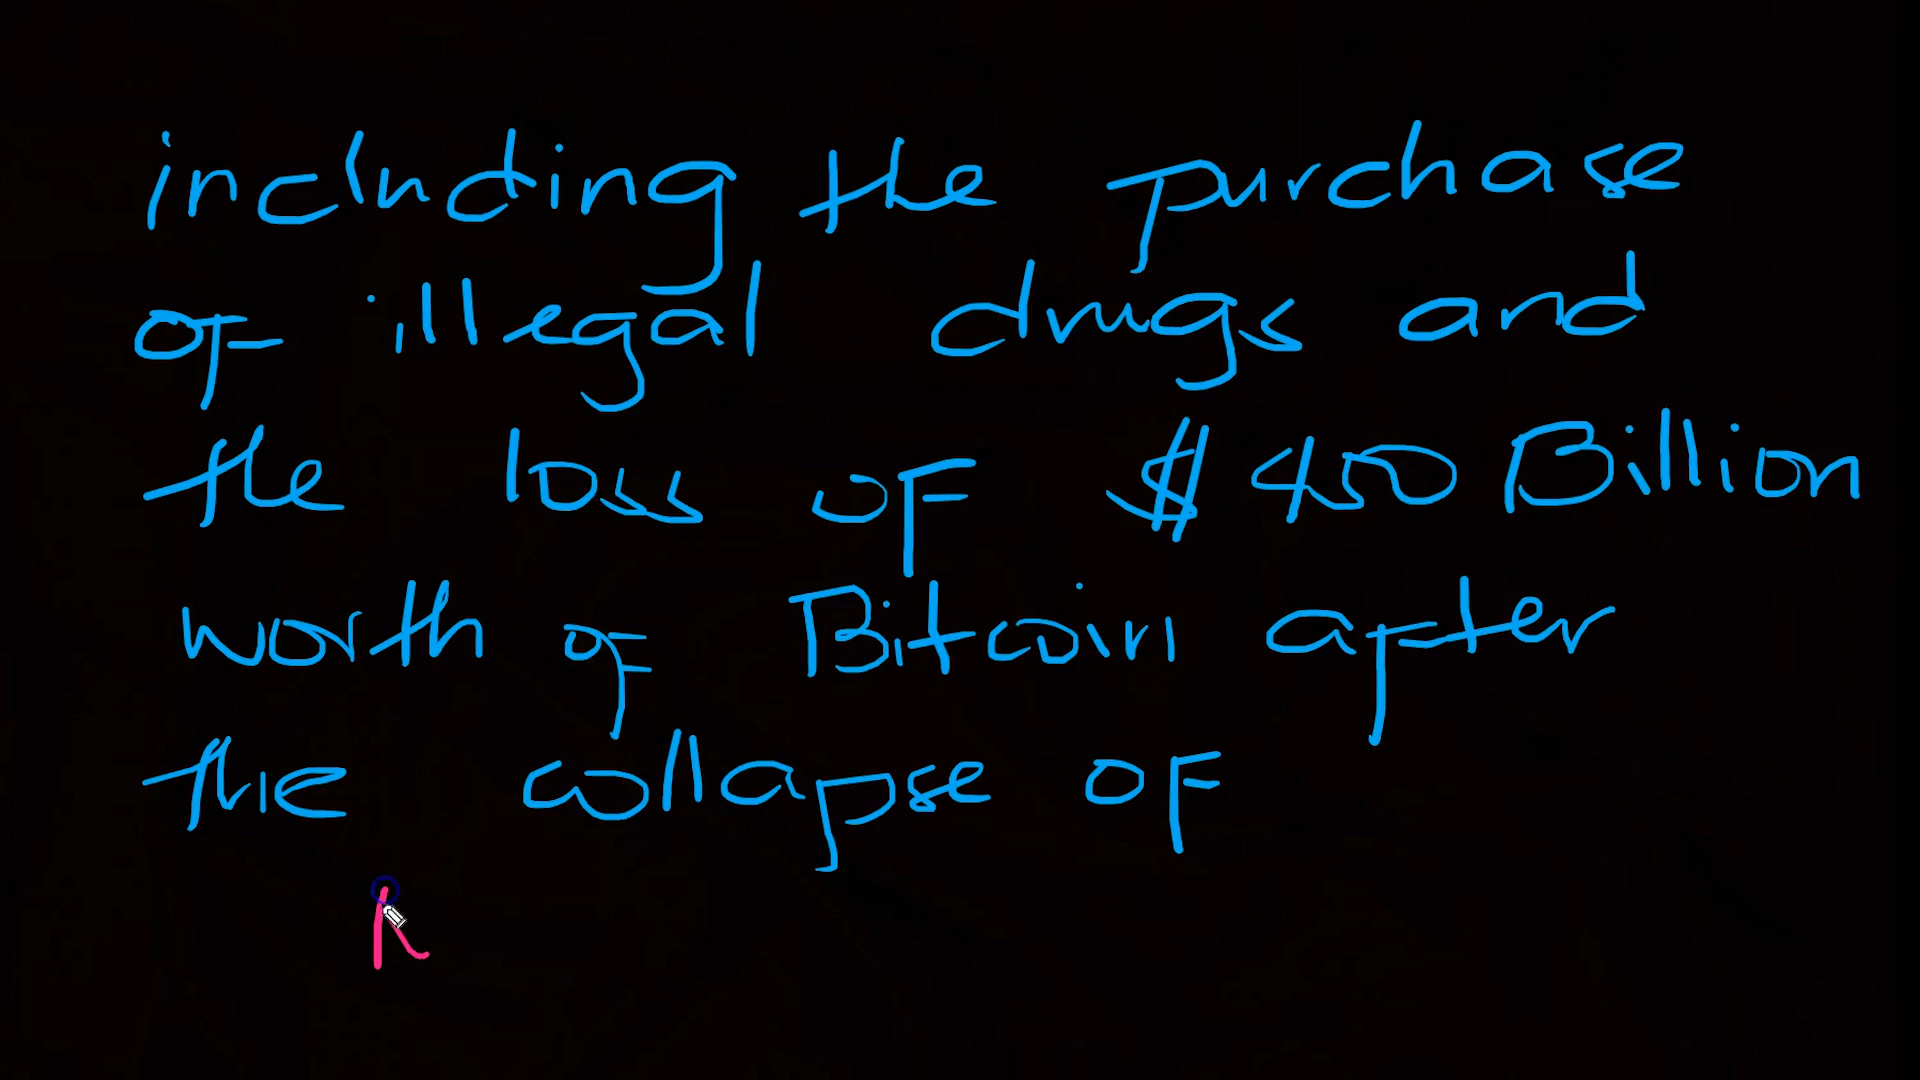 including the purchase
of illegal drugs and
the loss of $ 450 Billion
worth of Bitcoin after
the collapse of